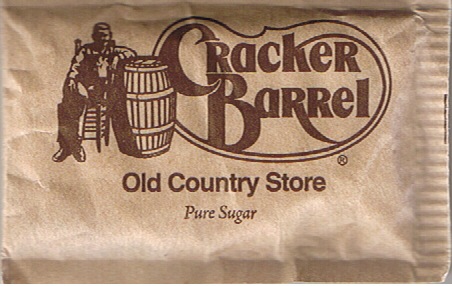 Cracker
Barrel
®
Old Country Store
Pure Sugar